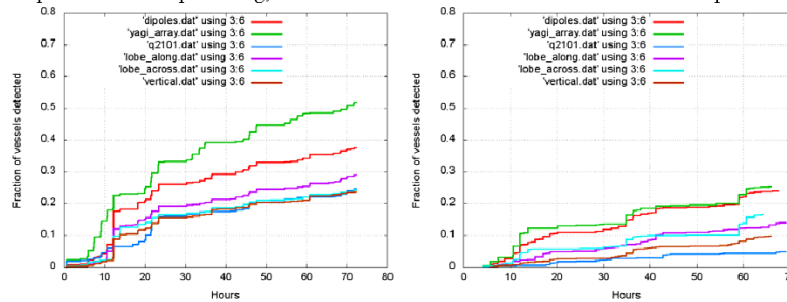 0.8 'dipoles.dat' using 3:6
'yagi_array.dat' using 3:6
0.7 'q2101.dat' using 3:6
'lobe_along.dat' using 3:6
0.6 'lobe_across.dat' using 3:6
'vertical.dat' using 3:6
0.5
0.4
0.3
0.2
0.1
0
0 10 20 30 40 50 60 70 80
Hours
Fraction of vessels detected
0.8 'dipoles.dat' using 3:6
'yagi_array.dat' using 3:6
0.7 'q2101.dat' using 3:6
'lobe_along.dat' using 3:6
0.6 'lobe_across.dat' using 3:6
'vertical.dat' using 3:6
0.5
0.4
0.3
0.2
0.1
0
0 10 20 30 40 50 60
Hours
Fraction of vessels detected